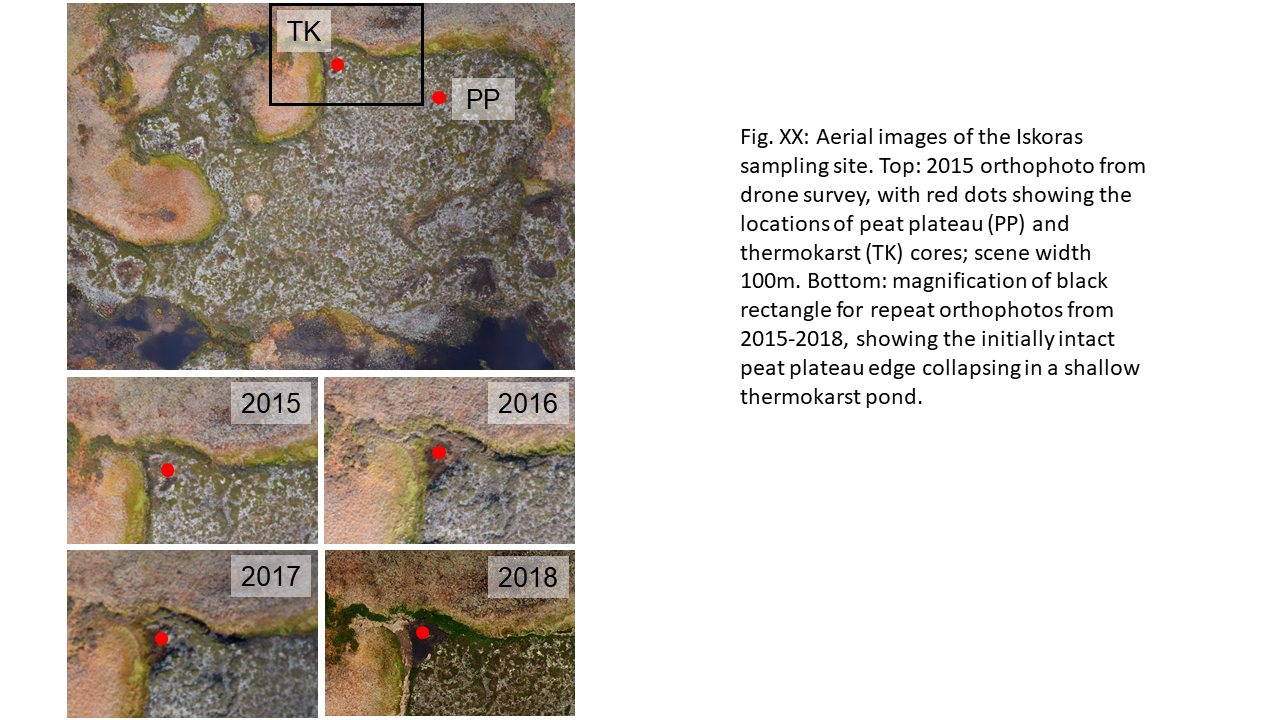 TK
PP
2015
2016
2017
2018
Fig. XX: Aerial images of the Iskoras
sampling site. Top: 2015 orthophoto from
drone survey, with red dots showing the
locations of peat plateau (PP) and
thermokarst (TK) cores; scene width
100m. Bottom: magnification of black
rectangle for repeat orthophotos from
2015-2018, showing the initially intact
peat plateau edge collapsing in a shallow
thermokarst pond.